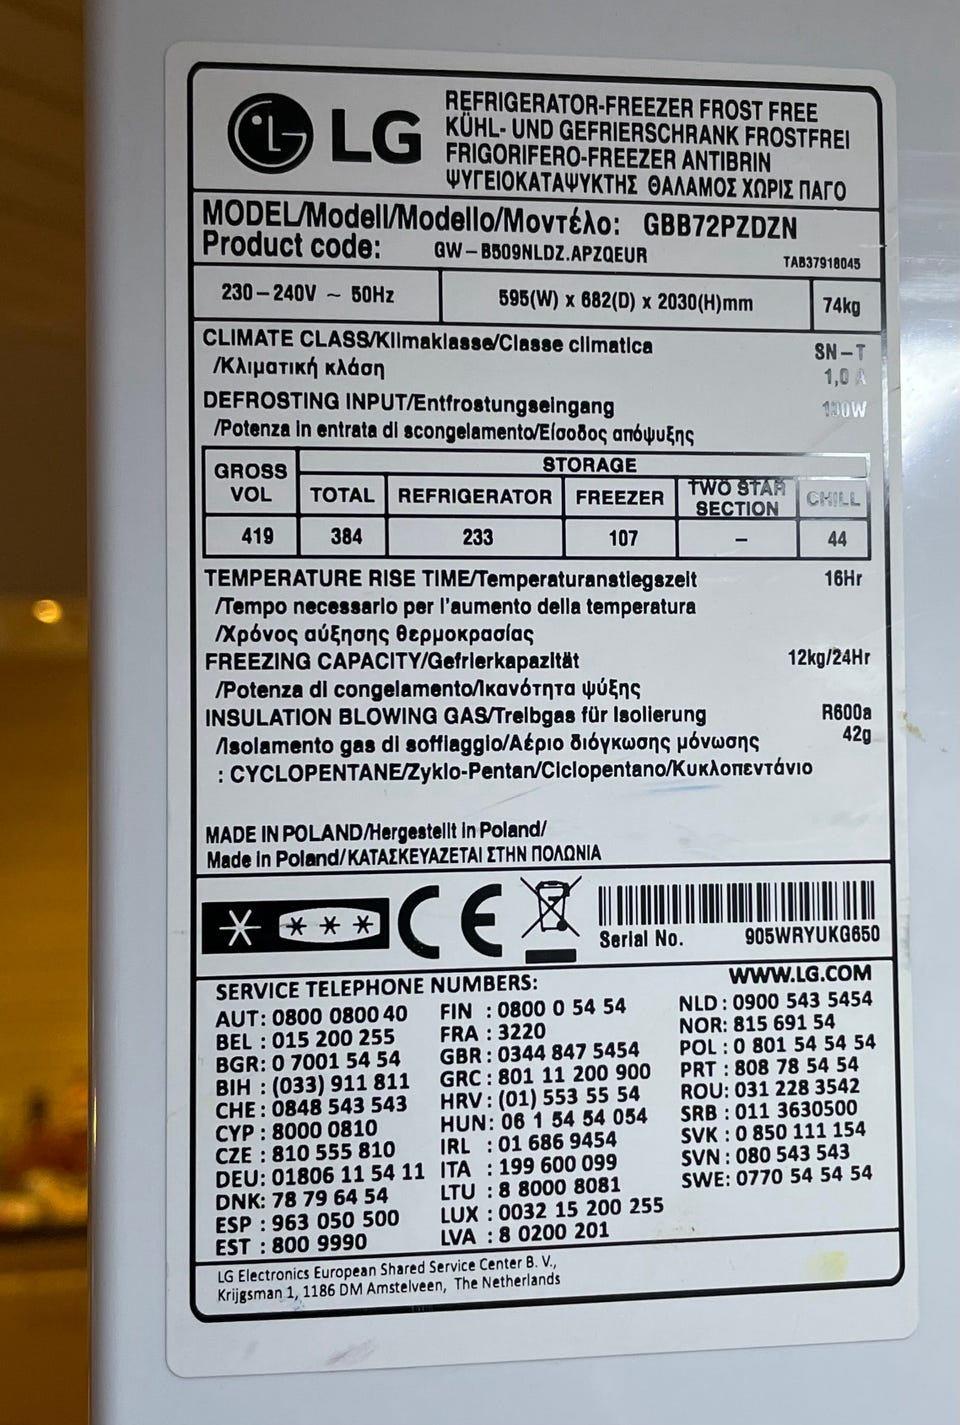 LG
REFRIGERATOR-FREEZER FROST FREE
KÜHL- UND GEFRIERSCHRANK FROSTFREI
FRIGORIFERO-FREEZER ANTIBRIN
ΨΥΓΕΙΟΚΑΤΑΨΥΚΤΗΣ ΘΑΛΑΜΟΣ ΧΩΡΙΣ ΠΑΓΟ
MODEL/Modell/Modello/Μοντέλο: GBB72PZDZN
Product code: GW-B509NLDZ.APZQEUR TAB37918045
230-240V ~ 50Hz 595(W) x 682(D) x 2030(H)mm 74kg
CLIMATE CLASS/Klimaklasse/Classe climatica SN-T
/Κλιματική κλάση 1,0 A
DEFROSTING INPUT/Entfrostungseingang 190W
/Potenza in entrata di scongelamento/Είσοδος απόψυξης
GROSS VOL STORAGE
TOTAL REFRIGERATOR FREEZER TWO STAR SECTION CHILL
419 384 233 107 – 44
TEMPERATURE RISE TIME/Temperaturanstiegszeit 16Hr
/Tempo necessario per l'aumento della temperatura
/Χρόνος αύξησης θερμοκρασίας
FREEZING CAPACITY/Gefrierkapazität 12kg/24Hr
/Potenza di congelamento/Ικανότητα ψύξης
INSULATION BLOWING GAS/Treibgas für Isolierung R600a
/Isolamento gas di soffiaggio/Αέριο διόγκωσης μόνωσης 42g
: CYCLOPENTANE/Zyklo-Pentan/Ciclopentano/Κυκλοπεντάνιο
MADE IN POLAND/Hergestellt in Poland/
Made in Poland/ΚΑΤΑΣΚΕΥΑΖΕΤΑΙ ΣΤΗΝ ΠΟΛΩΝΙΑ
CE
Serial No. 905WRYUKG650
SERVICE TELEPHONE NUMBERS: WWW.LG.COM
AUT: 0800 0800 40
BEL : 015 200 255
BGR: 0 7001 54 54
BIH : (033) 911 811
CHE : 0848 543 543
CYP : 8000 0810
CZE : 810 555 810
DEU: 01806 11 54 11
DNK: 78 79 64 54
ESP : 963 050 500
EST : 800 9990
FIN : 0800 0 54 54
FRA : 3220
GBR : 0344 847 5454
GRC : 801 11 200 900
HRV : (01) 553 55 54
HUN: 06 1 54 54 054
IRL : 01 686 9454
ITA : 199 600 099
LTU : 8 8000 8081
LUX : 0032 15 200 255
LVA : 8 0200 201
NLD : 0900 543 5454
NOR: 815 691 54
POL : 0 801 54 54 54
PRT : 808 78 54 54
ROU: 031 228 3542
SRB : 011 3630500
SVK : 0 850 111 154
SVN : 080 543 543
SWE: 0770 54 54 54
LG Electronics European Shared Service Center B. V.,
Krijgsman 1, 1186 DM Amstelveen, The Netherlands